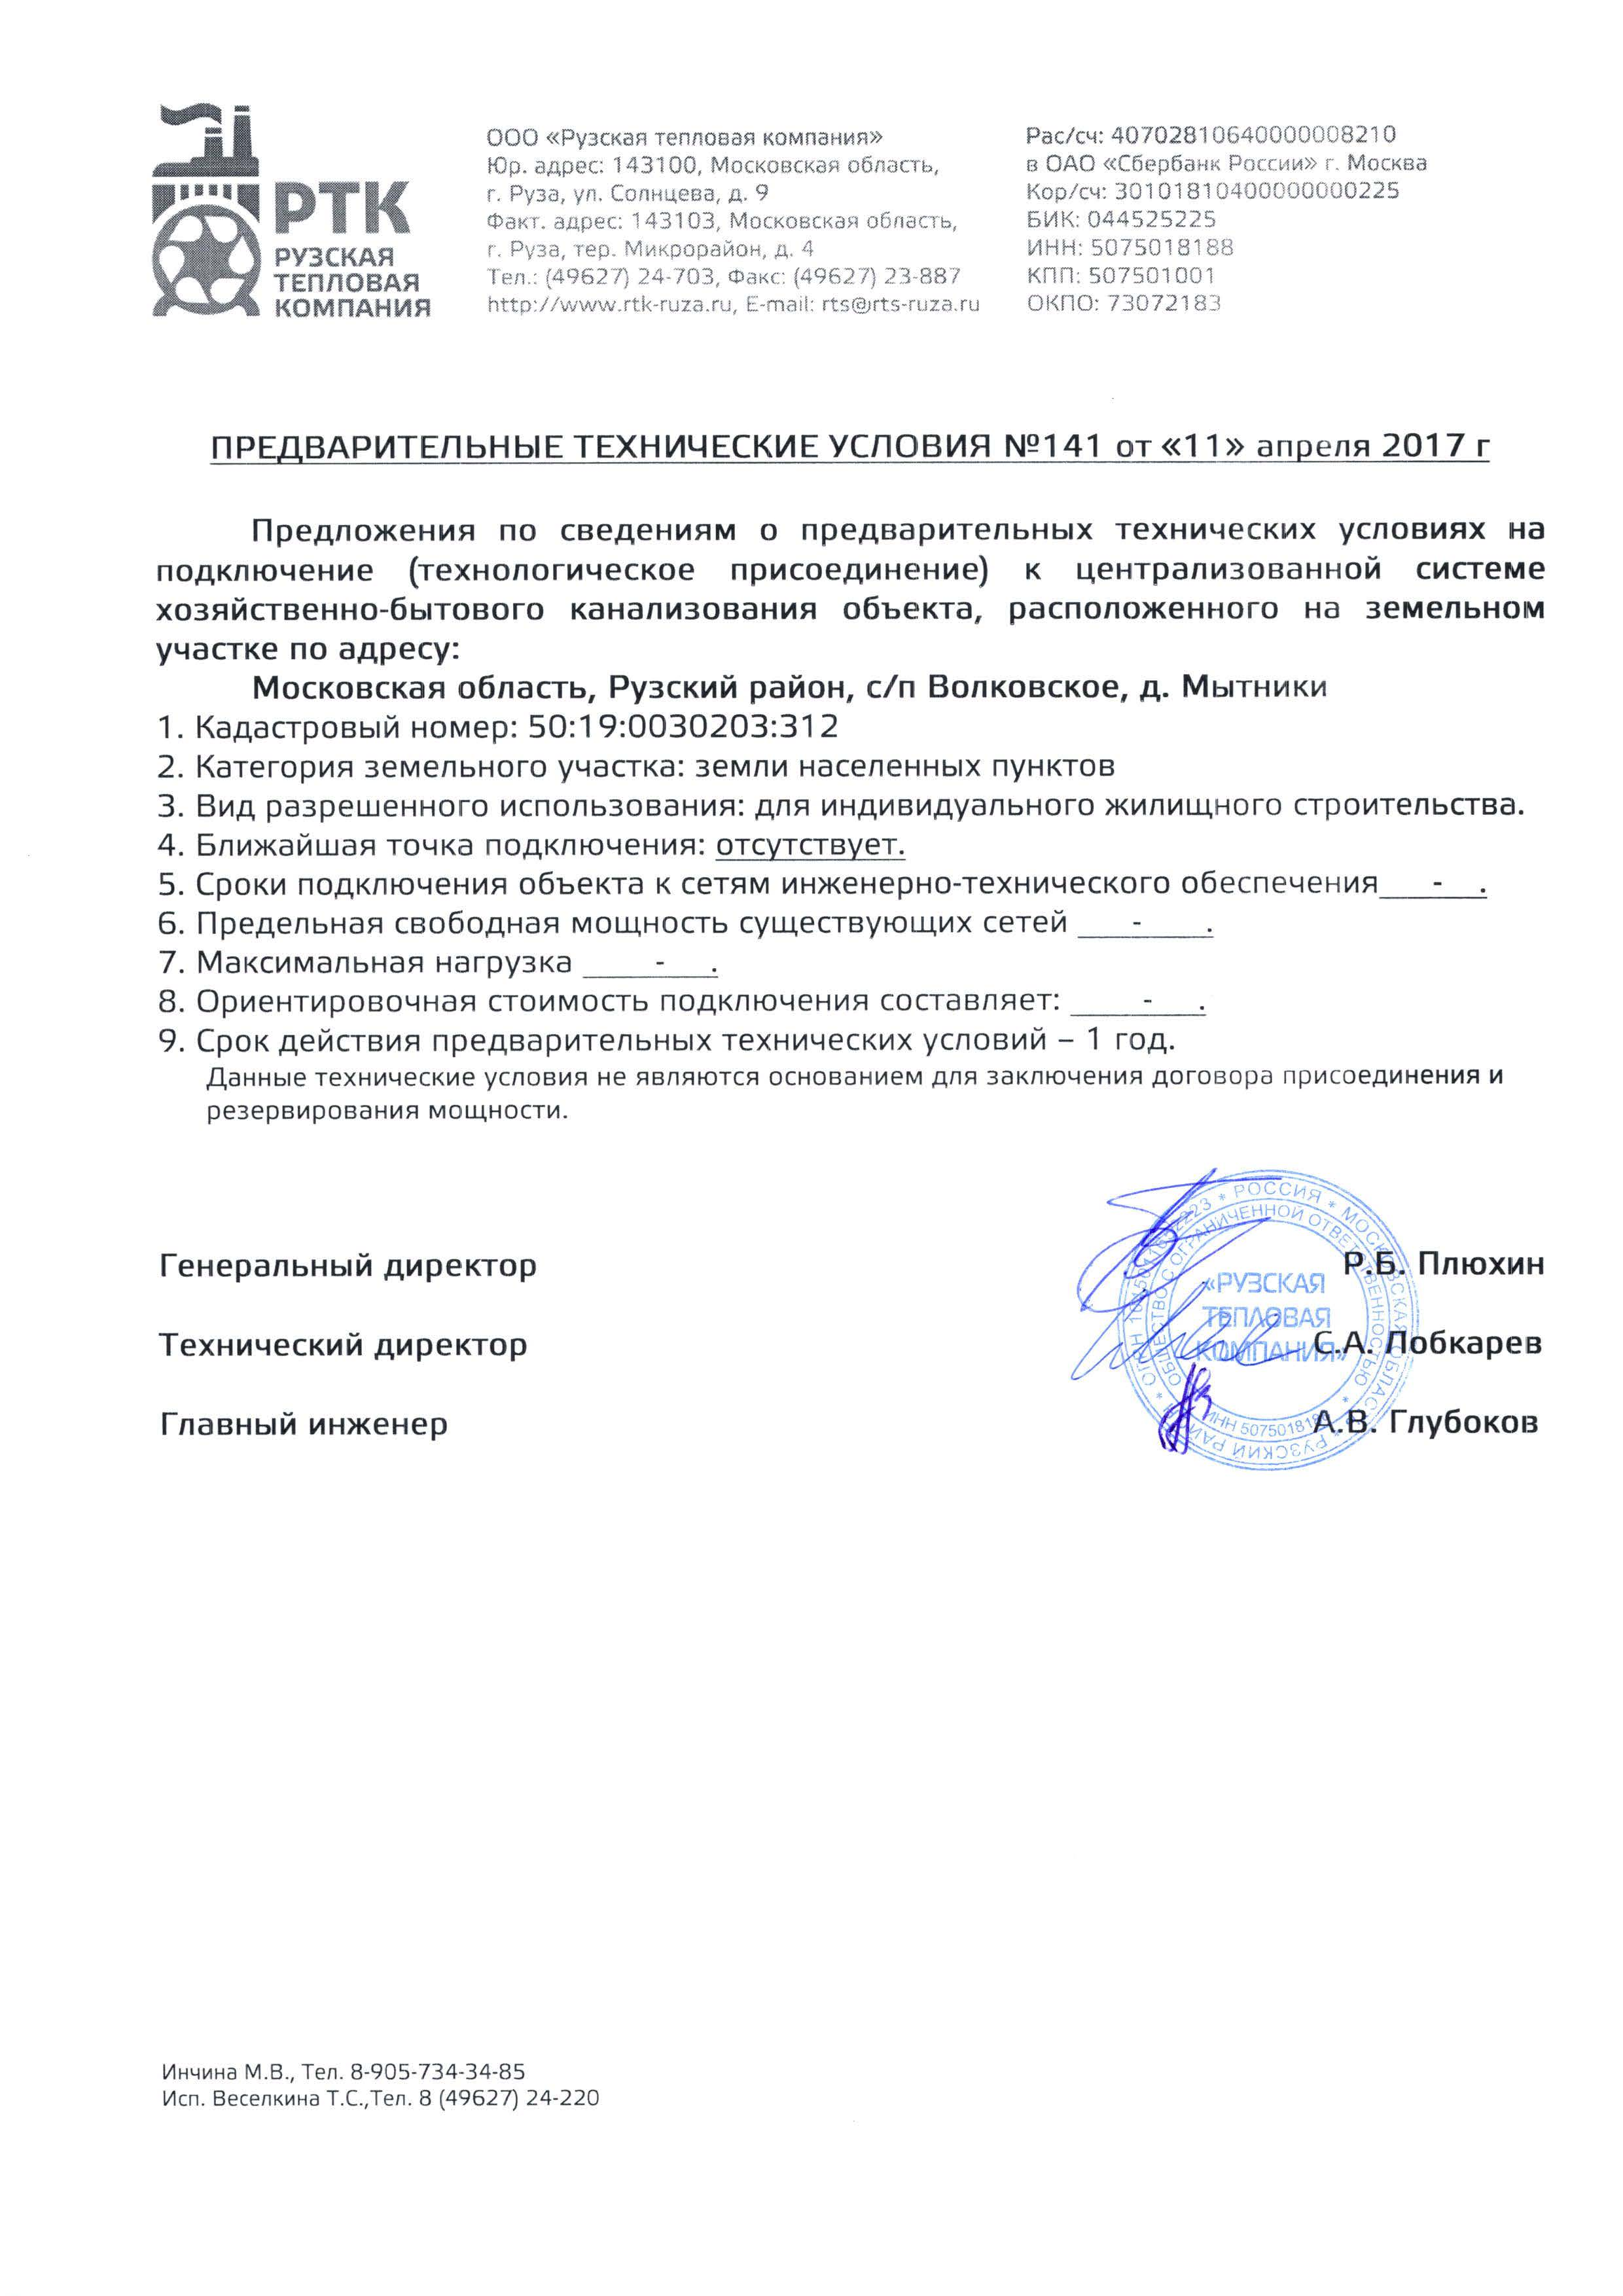 РТК
РУЗСКАЯ
ТЕПЛОВАЯ
КОМПАНИЯ
ООО «Рузская тепловая компания»
Юр. адрес: 143100, Московская область,
г. Руза, ул. Солнцева, д. 9
Факт. адрес: 143103, Московская область,
г. Руза, тер. Микрорайон, д. 4
Тел.: (49627) 24-703, Факс: (49627) 23-887
http://www.rtk-ruza.ru, E-mail: rts@rts-ruza.ru
Рас/сч: 40702810640000008210
в ОАО «Сбербанк России» г. Москва
Кор/сч: 30101810400000000225
БИК: 044525225
ИНН: 5075018188
КПП: 507501001
ОКПО: 73072183
ПРЕДВАРИТЕЛЬНЫЕ ТЕХНИЧЕСКИЕ УСЛОВИЯ №141 от «11» апреля 2017 г
Предложения по сведениям о предварительных технических условиях на
подключение (технологическое присоединение) к централизованной системе
хозяйственно-бытового канализования объекта, расположенного на земельном
участке по адресу:
Московская область, Рузский район, с/п Волковское, д. Мытники
1. Кадастровый номер: 50:19:0030203:312
2. Категория земельного участка: земли населенных пунктов
3. Вид разрешенного использования: для индивидуального жилищного строительства.
4. Ближайшая точка подключения: отсутствует.
5. Сроки подключения объекта к сетям инженерно-технического обеспечения - .
6. Предельная свободная мощность существующих сетей - .
7. Максимальная нагрузка - .
8. Ориентировочная стоимость подключения составляет: - .
9. Срок действия предварительных технических условий – 1 год.
Данные технические условия не являются основанием для заключения договора присоединения и
резервирования мощности.
Генеральный директор Р.Б. Плюхин
Технический директор С.А. Лобкарев
Главный инженер А.В. Глубоков
РОССИЯ * МОСКОВСКАЯ ОБЛАСТЬ * РУЗСКИЙ РАЙОН
ОБЩЕСТВО С ОГРАНИЧЕННОЙ ОТВЕТСТВЕННОСТЬЮ
«РУЗСКАЯ
ТЕПЛОВАЯ
КОМПАНИЯ»
ИНН 5075018188
Инчина М.В., Тел. 8-905-734-34-85
Исп. Веселкина Т.С.,Тел. 8 (49627) 24-220